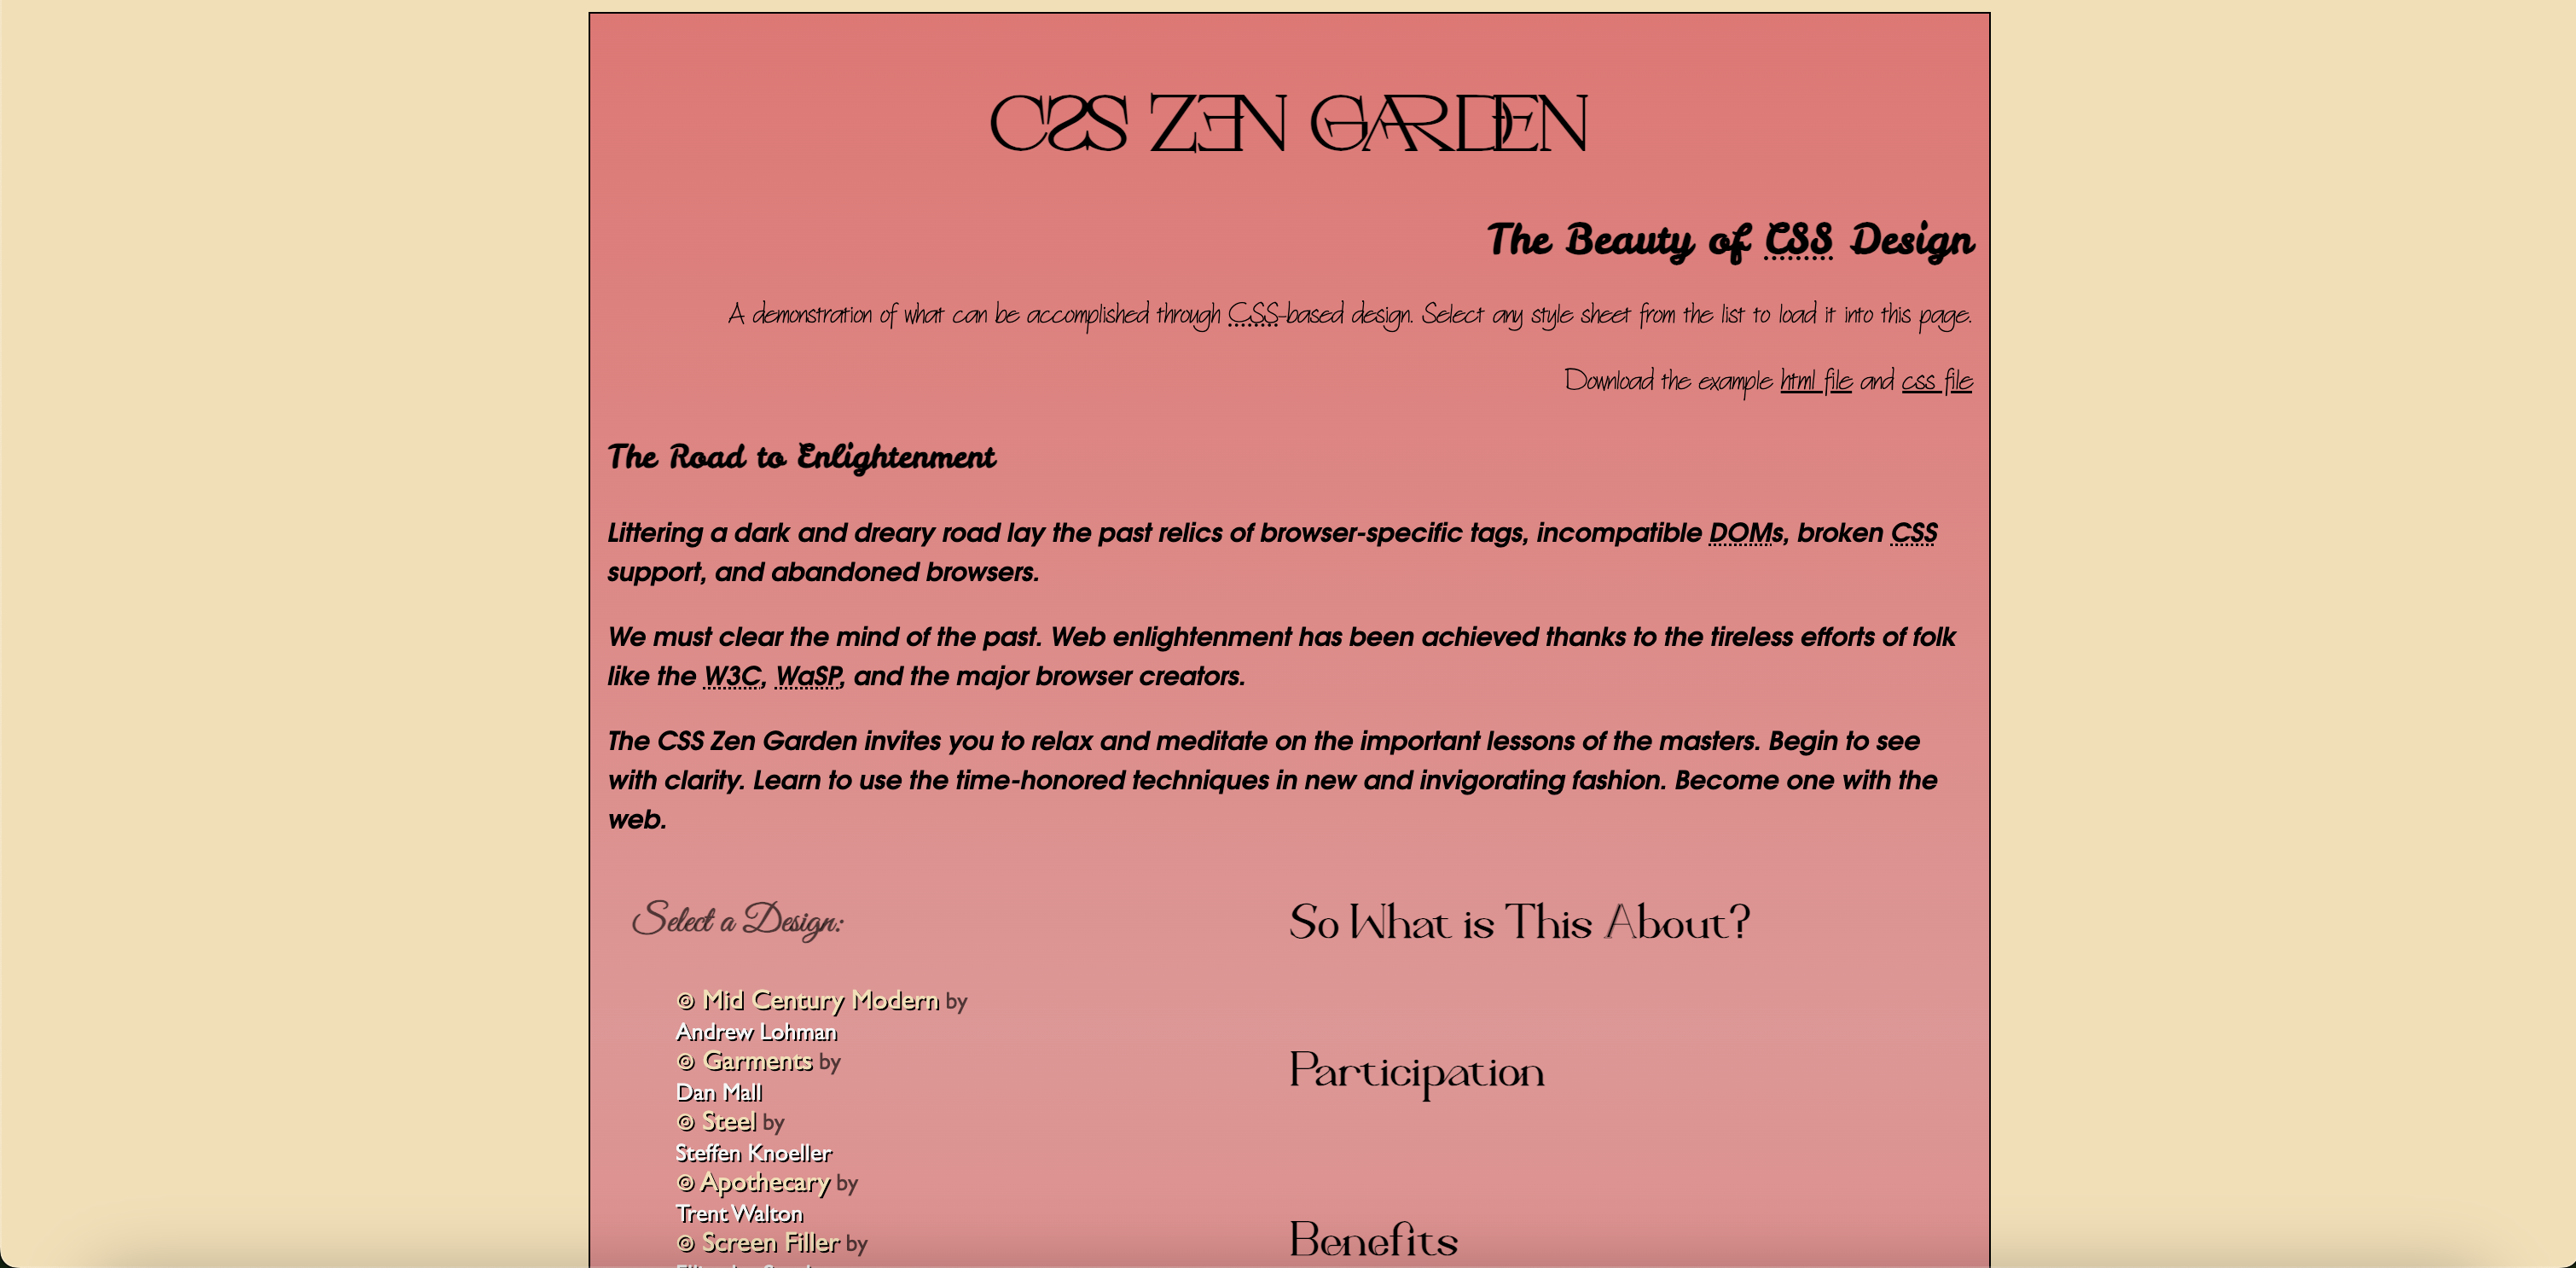 CSS ZEN GARDEN
The Beauty of CSS Design
A demonstration of what can be accomplished through CSS-based design. Select any style sheet from the list to load it into this page.
Download the example html file and css file
The Road to Enlightenment
Littering a dark and dreary road lay the past relics of browser-specific tags, incompatible DOMs, broken CSS
support, and abandoned browsers.
We must clear the mind of the past. Web enlightenment has been achieved thanks to the tireless efforts of folk
like the W3C, WaSP, and the major browser creators.
The CSS Zen Garden invites you to relax and meditate on the important lessons of the masters. Begin to see
with clarity. Learn to use the time-honored techniques in new and invigorating fashion. Become one with the
web.
Select a Design:
Mid Century Modern by
Andrew Lohman
Garments by
Dan Mall
Steel by
Steffen Knoeller
Apothecary by
Trent Walton
Screen Filler by
So What is This About?
Participation
Benefits